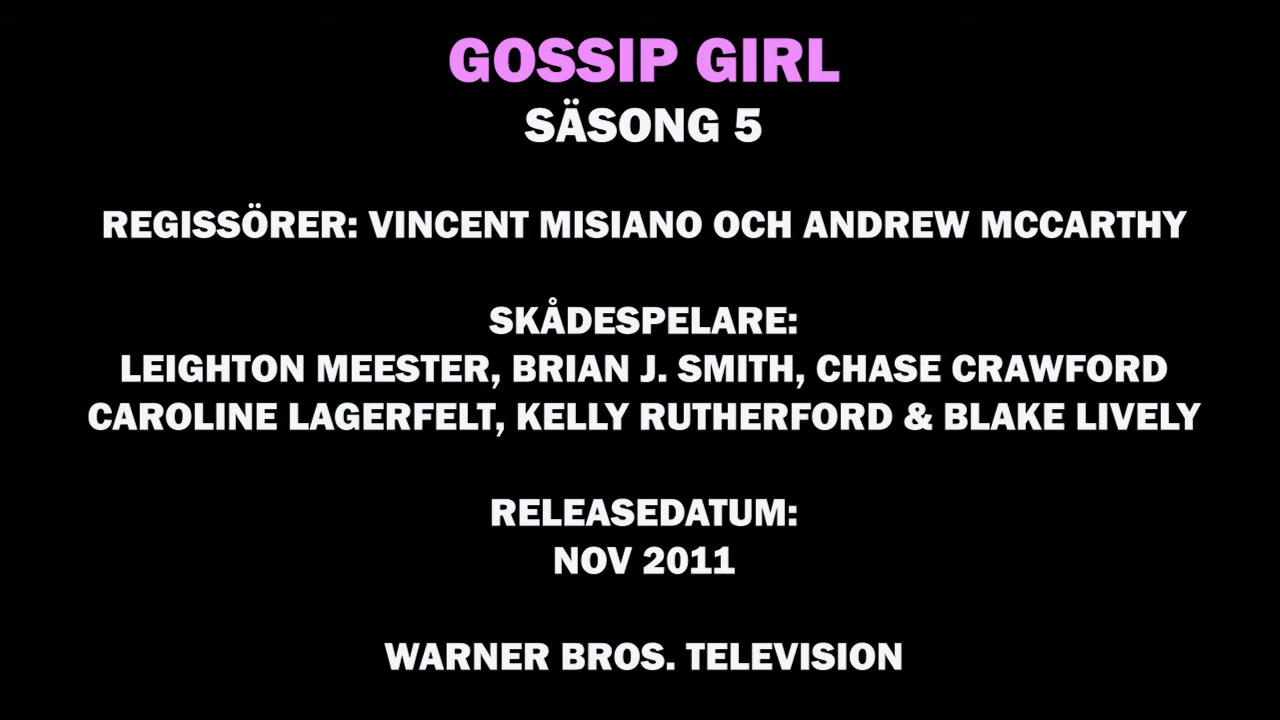 GOSSIP GIRL
SÄSONG 5
REGISSÖRER: VINCENT MISIANO OCH ANDREW MCCARTHY
SKÅDESPELARE:
LEIGHTON MEESTER, BRIAN J. SMITH, CHASE CRAWFORD
CAROLINE LAGERFELT, KELLY RUTHERFORD & BLAKE LIVELY
RELEASEDATUM:
NOV 2011
WARNER BROS. TELEVISION